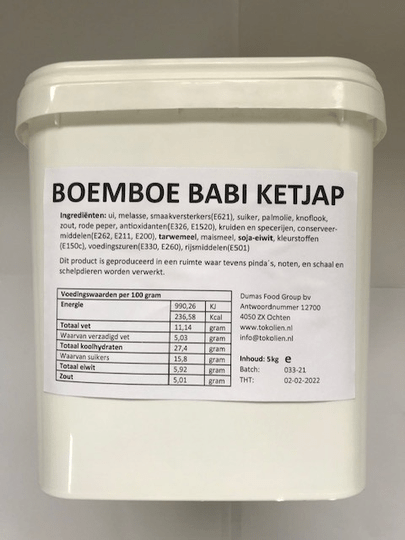 BOEMBOE BABI KETJAP
Ingrediënten: ui, melasse, smaakversterkers(E621), suiker, palmolie, knoflook,
zout, rode peper, antioxidanten(E326, E1520), kruiden en specerijen, conserveer-
middelen(E262, E211, E200), tarwemeel, maismeel, soja-eiwit, kleurstoffen
(E150c), voedingszuren(E330, E260), rijsmiddelen(E501)
Dit product is geproduceerd in een ruimte waar tevens pinda´s, noten, en schaal en
schelpdieren worden verwerkt.
Voedingswaarden per 100 gram
Energie 990,26 KJ
236,58 Kcal
Totaal vet 11,14 gram
Waarvan verzadigd vet 5,03 gram
Totaal koolhydraten 27,4 gram
Waarvan suikers 15,8 gram
Totaal eiwit 5,92 gram
Zout 5,01 gram
Dumas Food Group bv
Antwoordnummer 12700
4050 ZX Ochten
www.tokolien.nl
info@tokolien.nl
Inhoud: 5kg e
Batch: 033-21
THT: 02-02-2022